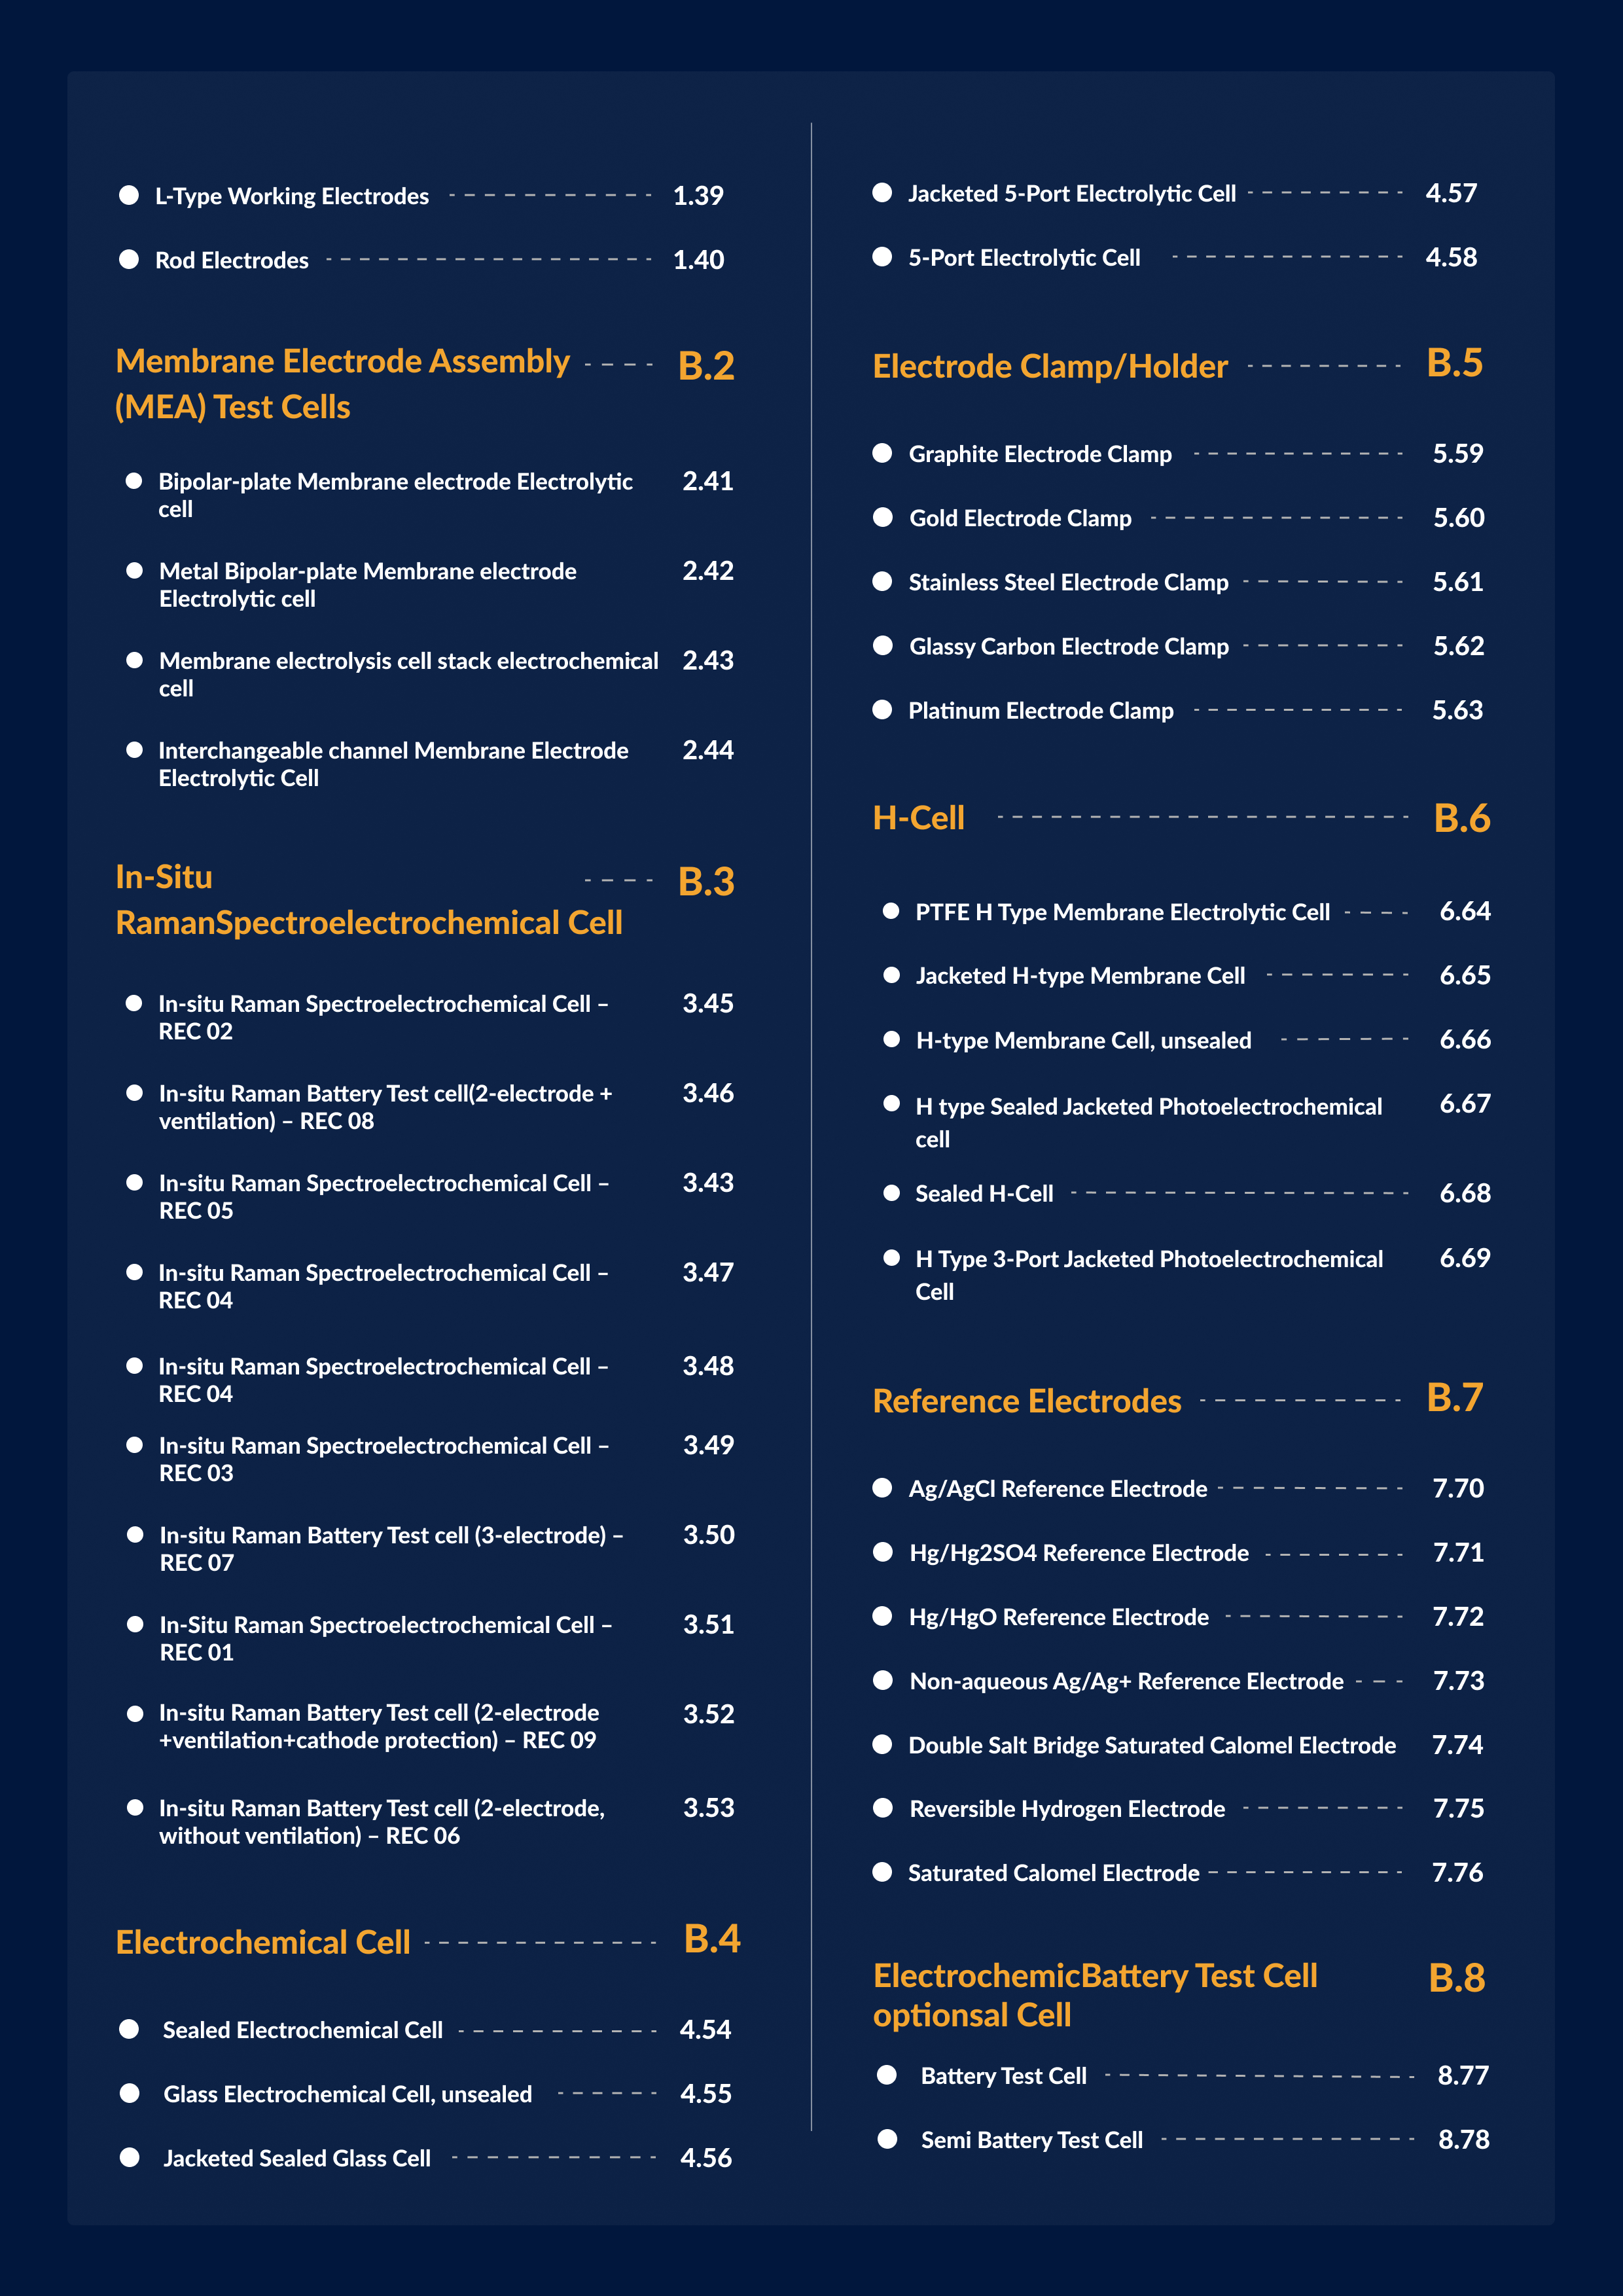 L-Type Working Electrodes 1.39
Rod Electrodes 1.40
Membrane Electrode Assembly B.2
(MEA) Test Cells
Bipolar-plate Membrane electrode Electrolytic 2.41
cell
Metal Bipolar-plate Membrane electrode 2.42
Electrolytic cell
Membrane electrolysis cell stack electrochemical 2.43
cell
Interchangeable channel Membrane Electrode 2.44
Electrolytic Cell
In-Situ B.3
RamanSpectroelectrochemical Cell
In-situ Raman Spectroelectrochemical Cell – 3.45
REC 02
In-situ Raman Battery Test cell(2-electrode + 3.46
ventilation) – REC 08
In-situ Raman Spectroelectrochemical Cell – 3.43
REC 05
In-situ Raman Spectroelectrochemical Cell – 3.47
REC 04
In-situ Raman Spectroelectrochemical Cell – 3.48
REC 04
In-situ Raman Spectroelectrochemical Cell – 3.49
REC 03
In-situ Raman Battery Test cell (3-electrode) – 3.50
REC 07
In-Situ Raman Spectroelectrochemical Cell – 3.51
REC 01
In-situ Raman Battery Test cell (2-electrode 3.52
+ventilation+cathode protection) – REC 09
In-situ Raman Battery Test cell (2-electrode, 3.53
without ventilation) – REC 06
Electrochemical Cell B.4
Sealed Electrochemical Cell 4.54
Glass Electrochemical Cell, unsealed 4.55
Jacketed Sealed Glass Cell 4.56
Jacketed 5-Port Electrolytic Cell 4.57
5-Port Electrolytic Cell 4.58
Electrode Clamp/Holder B.5
Graphite Electrode Clamp 5.59
Gold Electrode Clamp 5.60
Stainless Steel Electrode Clamp 5.61
Glassy Carbon Electrode Clamp 5.62
Platinum Electrode Clamp 5.63
H-Cell B.6
PTFE H Type Membrane Electrolytic Cell 6.64
Jacketed H-type Membrane Cell 6.65
H-type Membrane Cell, unsealed 6.66
H type Sealed Jacketed Photoelectrochemical 6.67
cell
Sealed H-Cell 6.68
H Type 3-Port Jacketed Photoelectrochemical 6.69
Cell
Reference Electrodes B.7
Ag/AgCl Reference Electrode 7.70
Hg/Hg2SO4 Reference Electrode 7.71
Hg/HgO Reference Electrode 7.72
Non-aqueous Ag/Ag+ Reference Electrode 7.73
Double Salt Bridge Saturated Calomel Electrode 7.74
Reversible Hydrogen Electrode 7.75
Saturated Calomel Electrode 7.76
ElectrochemicBattery Test Cell B.8
optionsal Cell
Battery Test Cell 8.77
Semi Battery Test Cell 8.78